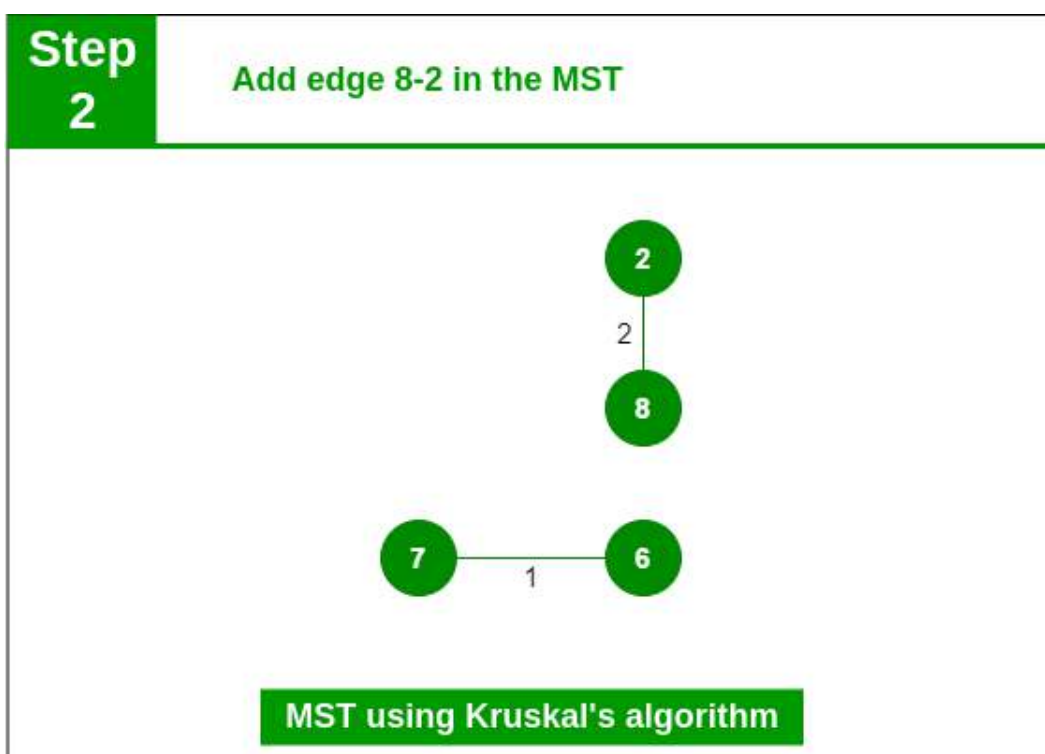 Step
2
Add edge 8-2 in the MST
2
2
8
7
6
1
MST using Kruskal's algorithm